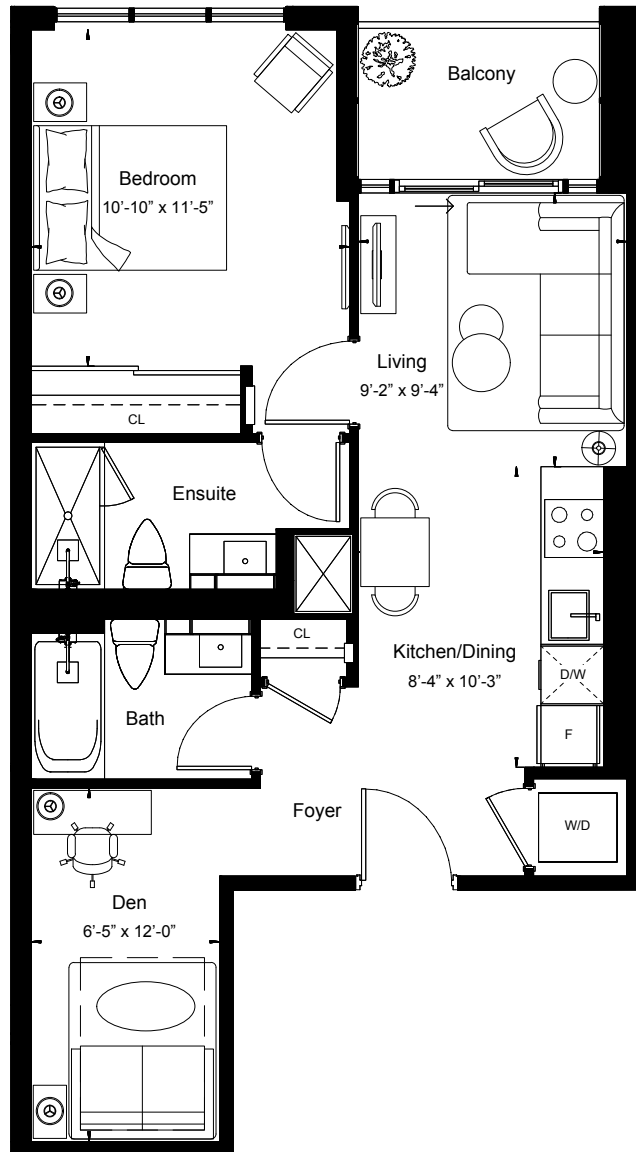 Balcony
Bedroom
10'-10" x 11'-5"
Living
9'-2" x 9'-4"
CL
Ensuite
CL
Kitchen/Dining
8'-4" x 10'-3"
D/W
Bath
F
Foyer
W/D
Den
6'-5" x 12'-0"